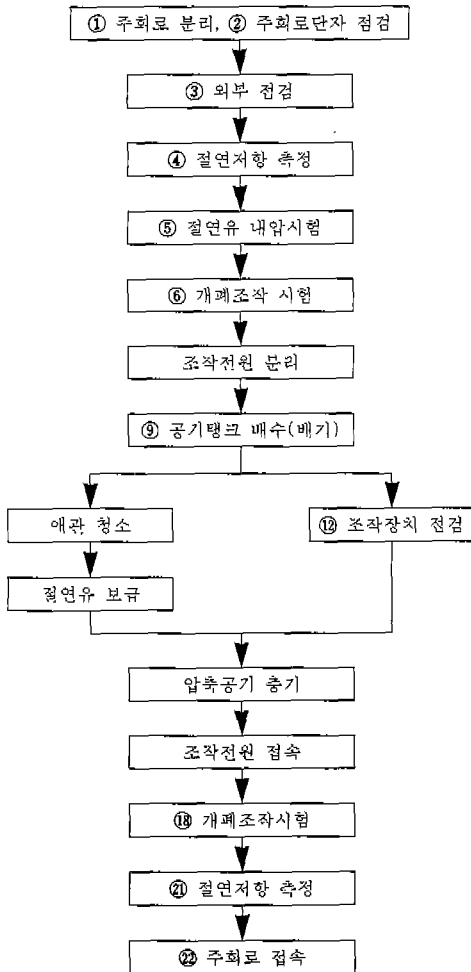 ① 주회로 분리, ② 주회로단자 점검
③ 외부 점검
④ 절연저항 측정
⑤ 절연유 내압시험
⑥ 개폐조작 시험
조작전원 분리
⑨ 공기탱크 배수(배기)
애관 청소
⑫ 조작장치 점검
절연유 보급
압축공기 충기
조작전원 접속
⑱ 개폐조작시험
㉑ 절연저항 측정
㉒ 주회로 접속